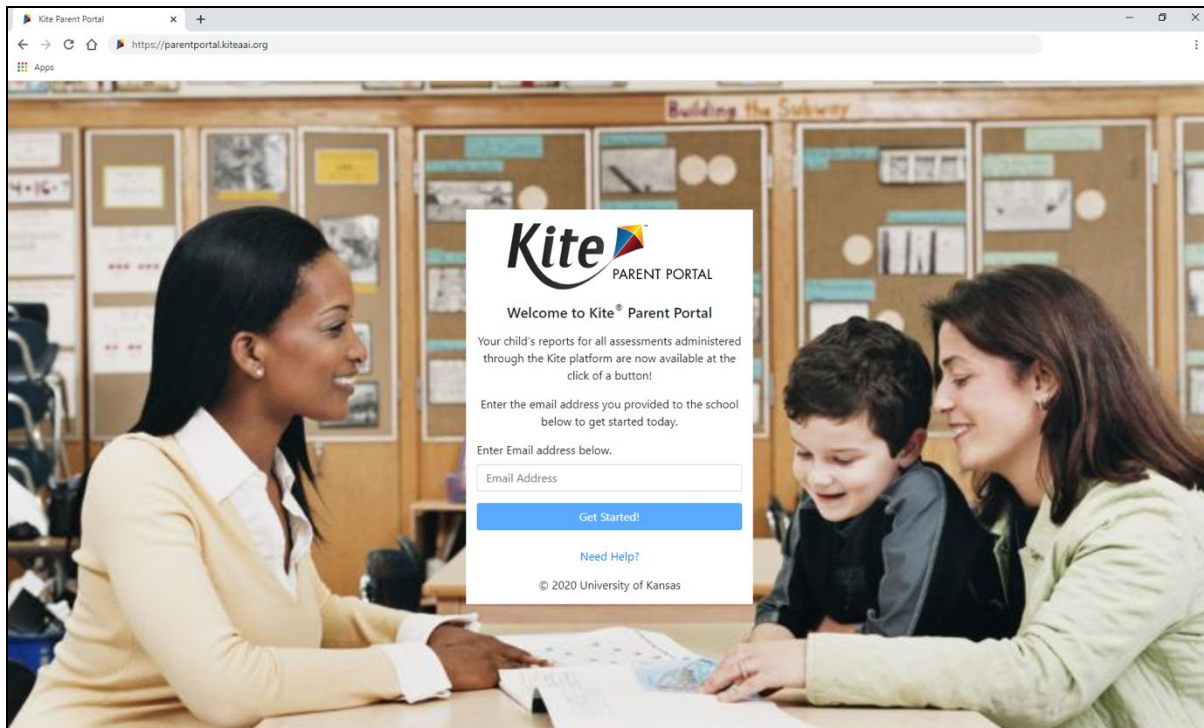 Kite Parent Portal
https://parentportal.kiteaai.org
Apps
Building the Subway
4+16=?
Kite
PARENT PORTAL
Welcome to Kite® Parent Portal
Your child's reports for all assessments administered
through the Kite platform are now available at the
click of a button!
Enter the email address you provided to the school
below to get started today.
Enter Email address below.
Email Address
Get Started!
Need Help?
© 2020 University of Kansas